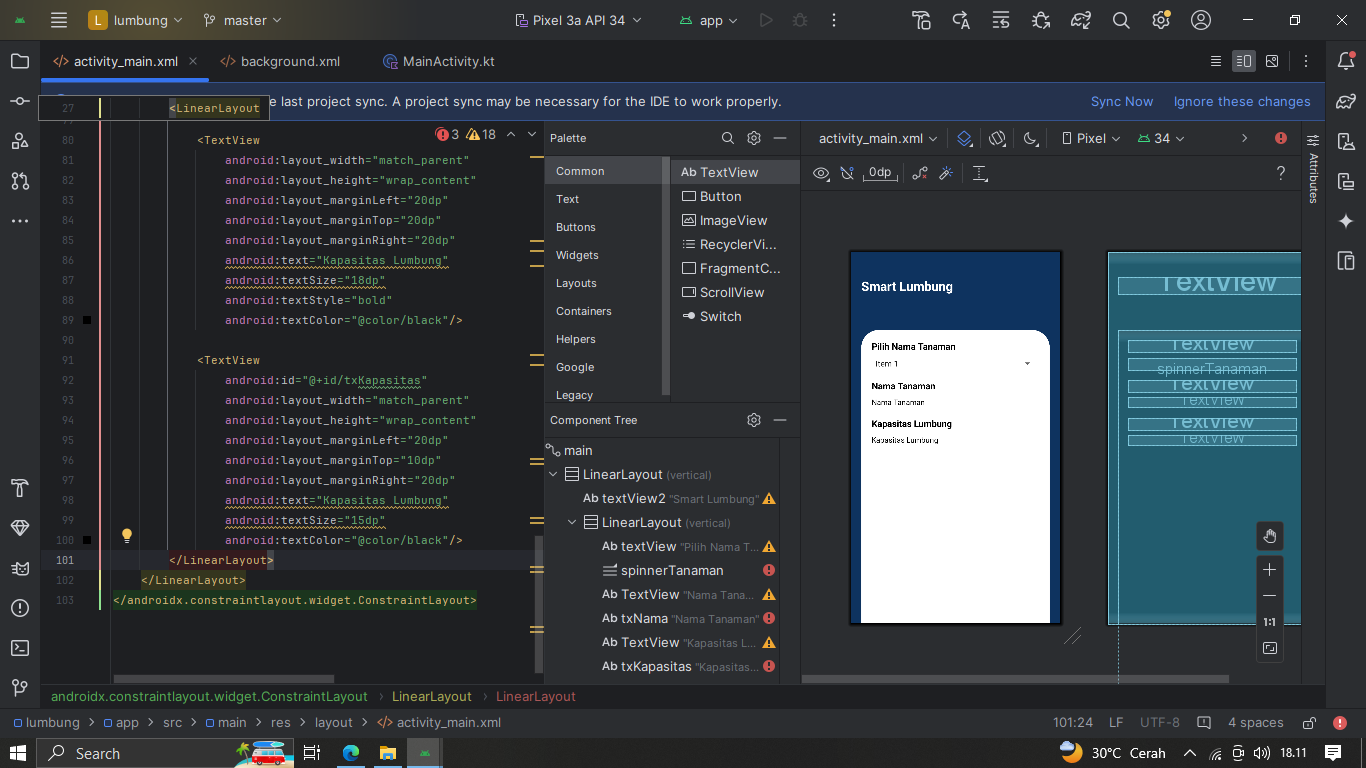 L lumbung master Pixel 3a API 34 app
activity_main.xml background.xml MainActivity.kt
e last project sync. A project sync may be necessary for the IDE to work properly. Sync Now Ignore these changes
27 <LinearLayout
3 18
80 <TextView
81 android:layout_width="match_parent"
82 android:layout_height="wrap_content"
83 android:layout_marginLeft="20dp"
84 android:layout_marginTop="20dp"
85 android:layout_marginRight="20dp"
86 android:text="Kapasitas Lumbung"
87 android:textSize="18dp"
88 android:textStyle="bold"
89 android:textColor="@color/black"/>
90
91 <TextView
92 android:id="@+id/txKapasitas"
93 android:layout_width="match_parent"
94 android:layout_height="wrap_content"
95 android:layout_marginLeft="20dp"
96 android:layout_marginTop="10dp"
97 android:layout_marginRight="20dp"
98 android:text="Kapasitas Lumbung"
99 android:textSize="15dp"
100 android:textColor="@color/black"/>
101 </LinearLayout>
102 </LinearLayout>
103 </androidx.constraintlayout.widget.ConstraintLayout>
Palette
Common
Text
Buttons
Widgets
Layouts
Containers
Helpers
Google
Legacy
Ab TextView
Button
ImageView
RecyclerVi...
FragmentC...
ScrollView
Switch
Component Tree
main
LinearLayout (vertical)
Ab textView2 "Smart Lumbung"
LinearLayout (vertical)
Ab textView "Pilih Nama T...
spinnerTanaman
Ab TextView "Nama Tana...
Ab txNama "Nama Tanaman"
Ab TextView "Kapasitas L...
Ab txKapasitas "Kapasitas...
activity_main.xml Pixel 34
0dp
?
Attributes
Smart Lumbung
Pilih Nama Tanaman
Item 1
Nama Tanaman
Nama Tanaman
Kapasitas Lumbung
Kapasitas Lumbung
TextView
TextView
spinnerTanaman
TextView
TextView
TextView
TextView
1:1
androidx.constraintlayout.widget.ConstraintLayout LinearLayout LinearLayout
lumbung app src main res layout activity_main.xml 101:24 LF UTF-8 4 spaces
Search 30°C Cerah 18.11